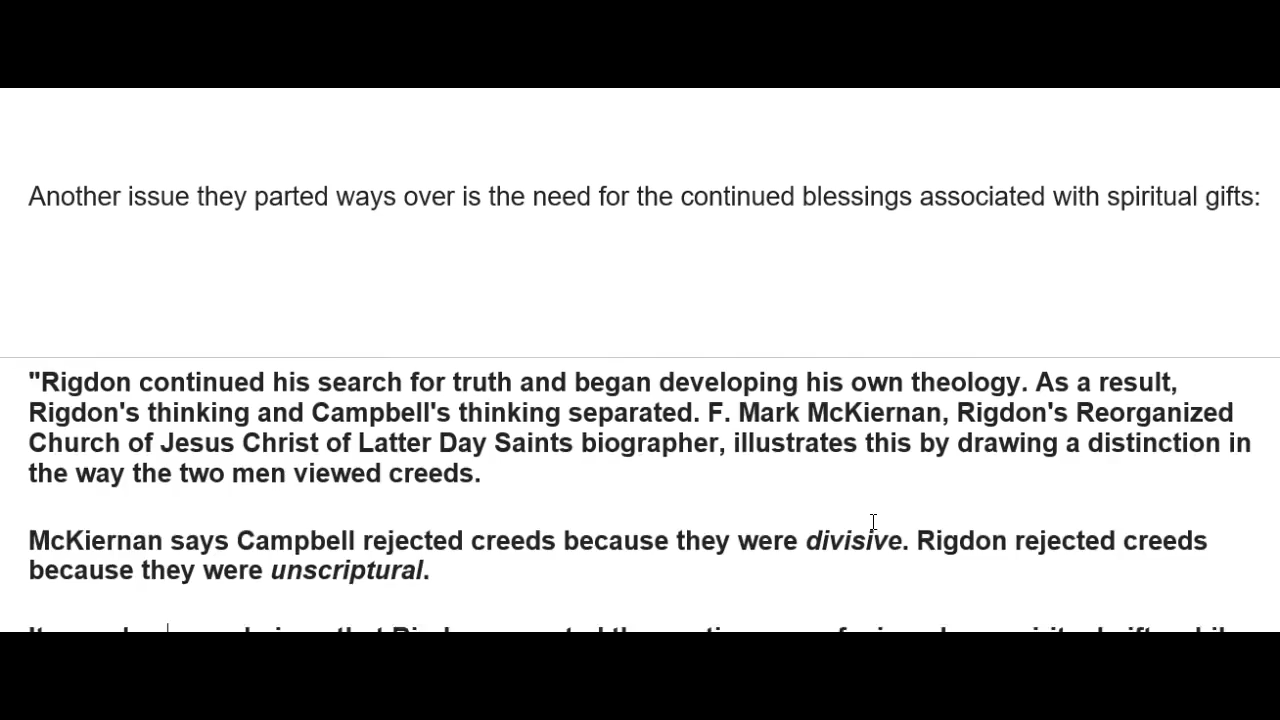 Another issue they parted ways over is the need for the continued blessings associated with spiritual gifts:
"Rigdon continued his search for truth and began developing his own theology. As a result,
Rigdon's thinking and Campbell's thinking separated. F. Mark McKiernan, Rigdon's Reorganized
Church of Jesus Christ of Latter Day Saints biographer, illustrates this by drawing a distinction in
the way the two men viewed creeds.
McKiernan says Campbell rejected creeds because they were divisive. Rigdon rejected creeds
because they were unscriptural.